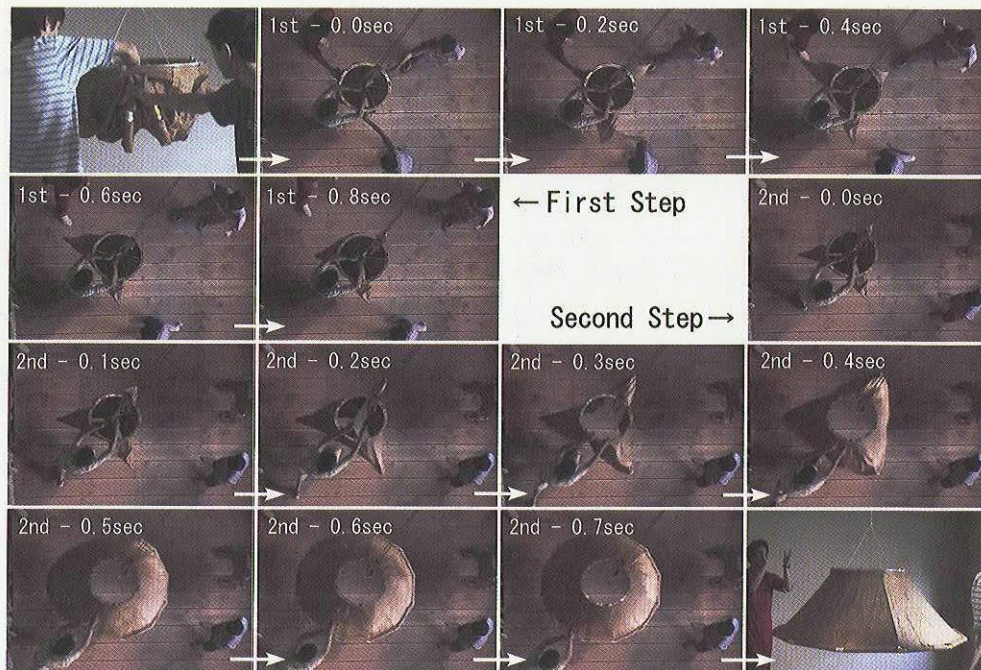 1st - 0.0sec
1st - 0.2sec
1st - 0.4sec
1st - 0.6sec
1st - 0.8sec
← First Step
2nd - 0.0sec
Second Step →
2nd - 0.1sec
2nd - 0.2sec
2nd - 0.3sec
2nd - 0.4sec
2nd - 0.5sec
2nd - 0.6sec
2nd - 0.7sec